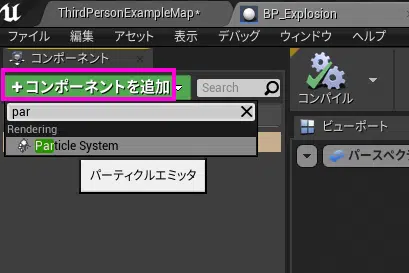 ThirdPersonExampleMap*
BP_Explosion
ファイル 編集 アセット 表示 デバッグ ウィンドウ ヘルプ
コンポーネント
+コンポーネントを追加
Search
コンパイル
par
Rendering
Particle System
パーティクルエミッタ
ビューポート
パースペクテ